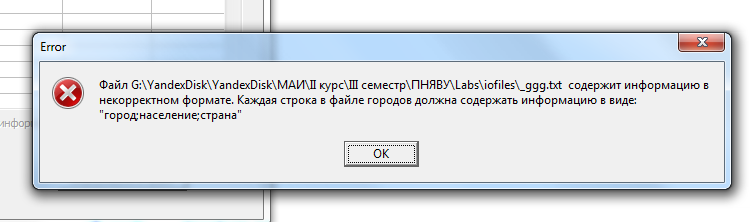 Error
Файл G:\YandexDisk\YandexDisk\МАИ\II курс\III семестр\ПНЯВУ\Labs\iofiles\_ggg.txt содержит информацию в
некорректном формате. Каждая строка в файле городов должна содержать информацию в виде:
"город;население;страна"
информ
OK